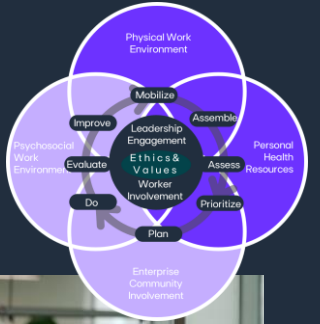 Physical Work
Environment
Mobilize
Improve
Assemble
Leadership
Engagement
Psychosocial
Work
Environment
Ethics &
Values
Evaluate
Assess
Personal
Health
Resources
Worker
Involvement
Do
Prioritize
Plan
Enterprise
Community
Involvement